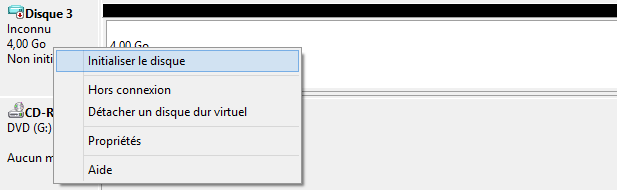 Disque 3
Inconnu
4,00 Go
4,00 Go
Non initi
Initialiser le disque
Hors connexion
Détacher un disque dur virtuel
Propriétés
Aide
CD-R
DVD (G:)
Aucun m